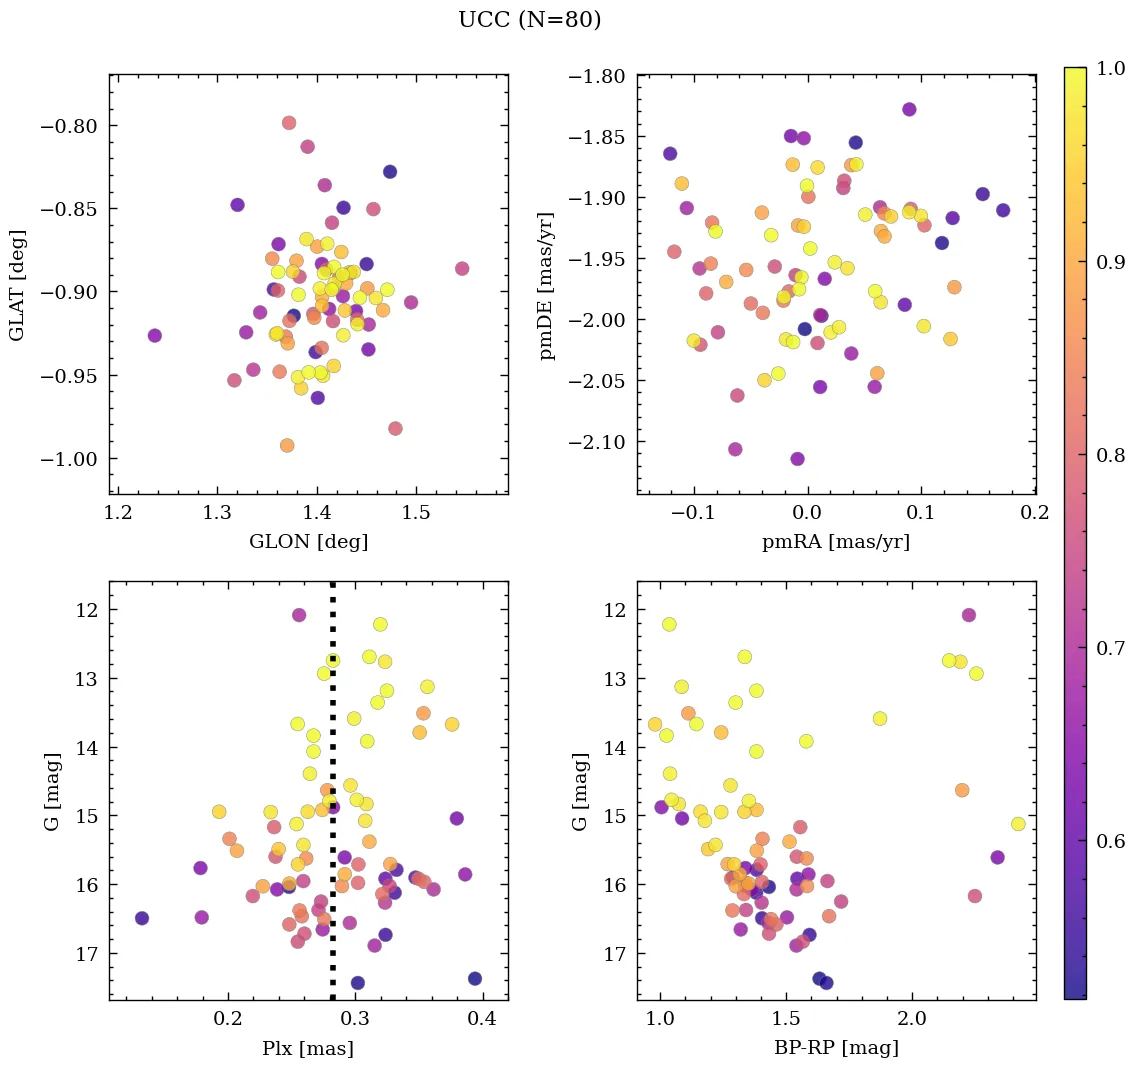 UCC (N=80)
−0.80
−0.85
−0.90
−0.95
−1.00
GLAT [deg]
1.2 1.3 1.4 1.5
GLON [deg]
−1.80
−1.85
−1.90
−1.95
−2.00
−2.05
−2.10
pmDE [mas/yr]
−0.1 0.0 0.1 0.2
pmRA [mas/yr]
12
13
14
15
16
17
G [mag]
0.2 0.3 0.4
Plx [mas]
12
13
14
15
16
17
G [mag]
1.0 1.5 2.0
BP-RP [mag]
1.0
0.9
0.8
0.7
0.6